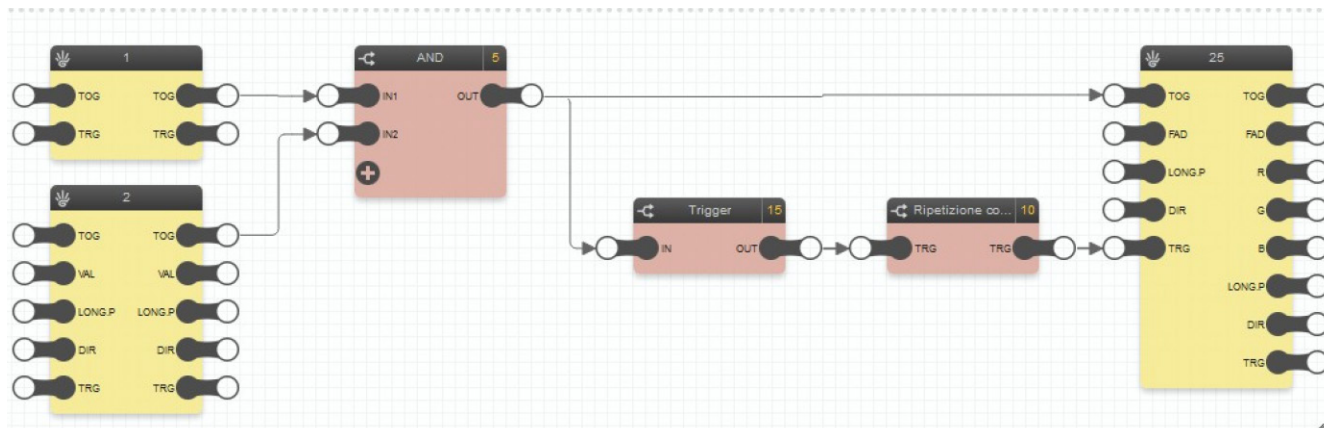 1
TOG TOG
TRG TRG
2
TOG TOG
VAL VAL
LONG.P LONG.P
DIR DIR
TRG TRG
AND 5
IN1 OUT
IN2
Trigger 15
IN OUT
Ripetizione co... 10
TRG TRG
25
TOG TOG
FAD FAD
LONG.P R
DIR G
TRG B
LONG.P
DIR
TRG